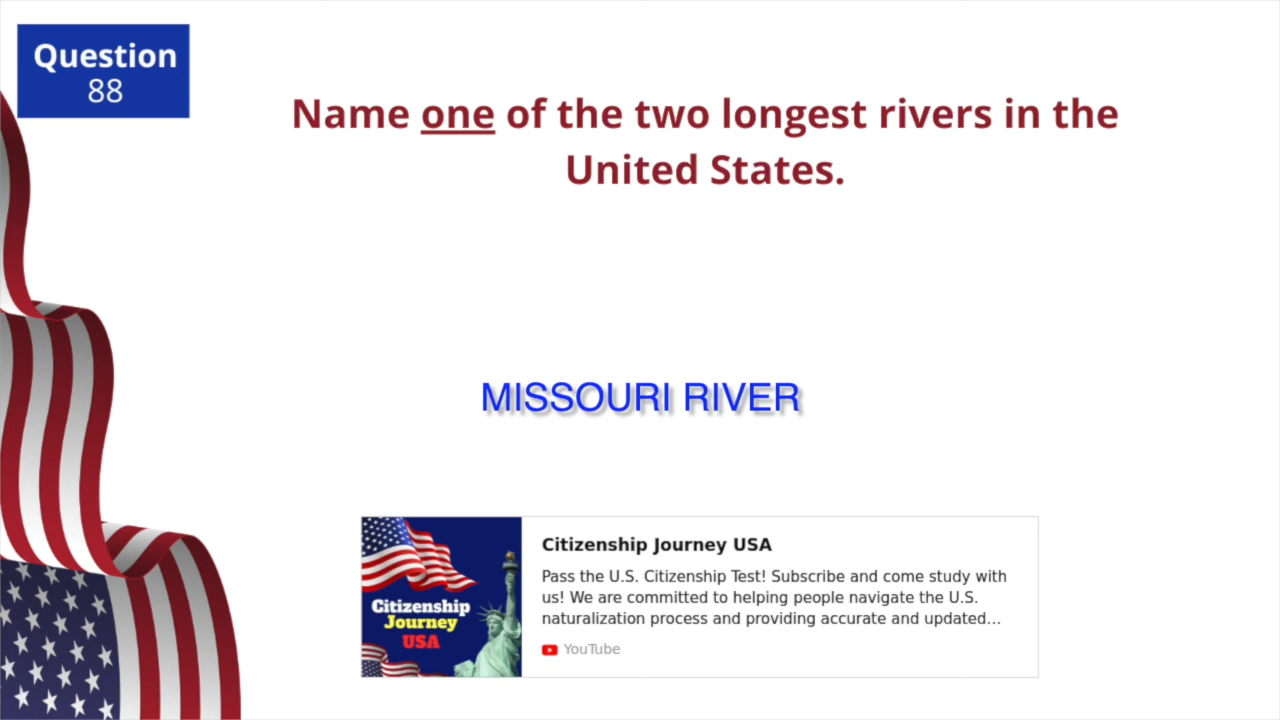 Question
88
Name one of the two longest rivers in the
United States.
MISSOURI RIVER
Citizenship Journey USA
Pass the U.S. Citizenship Test! Subscribe and come study with
us! We are committed to helping people navigate the U.S.
naturalization process and providing accurate and updated...
YouTube
Citizenship
Journey
USA